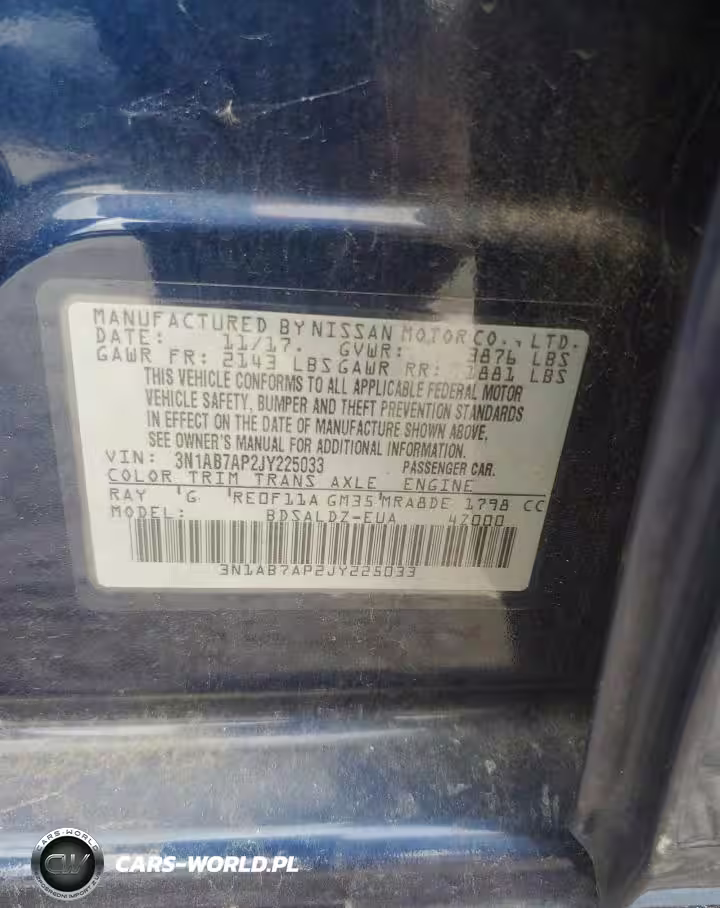 MANUFACTURED BY NISSAN MOTOR CO., LTD.
DATE: 11/17. GVWR: 3876 LBS
GAWR FR: 2143 LBS GAWR RR: 1881 LBS
THIS VEHICLE CONFORMS TO ALL APPLICABLE FEDERAL MOTOR
VEHICLE SAFETY, BUMPER AND THEFT PREVENTION STANDARDS
IN EFFECT ON THE DATE OF MANUFACTURE SHOWN ABOVE.
SEE OWNER'S MANUAL FOR ADDITIONAL INFORMATION.
VIN: 3N1AB7AP2JY225033 PASSENGER CAR.
COLOR TRIM TRANS AXLE ENGINE
RAY G RE0F11A GM35 MRA8DE 1798 CC
MODEL: BDSALDZ-EUA 47000
3N1AB7AP2JY225033
CARS-WORLD
CW
CARS-WORLD.PL